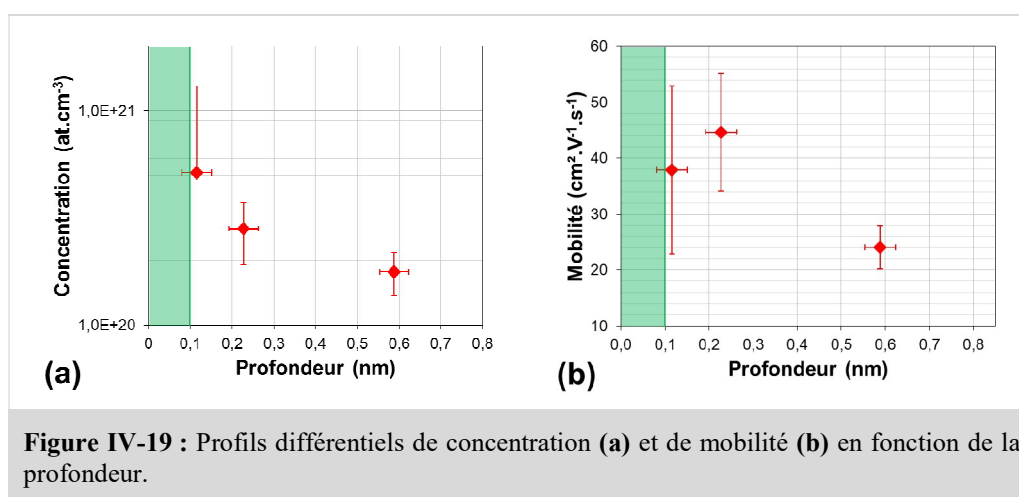 Concentration (at.cm-3)
1,0E+21
1,0E+20
0 0,1 0,2 0,3 0,4 0,5 0,6 0,7 0,8
Profondeur (nm)
(a)
Mobilité (cm².V-1.s-1)
60
50
40
30
20
10
0,0 0,1 0,2 0,3 0,4 0,5 0,6 0,7 0,8
Profondeur (nm)
(b)
Figure IV-19 : Profils différentiels de concentration (a) et de mobilité (b) en fonction de la
profondeur.